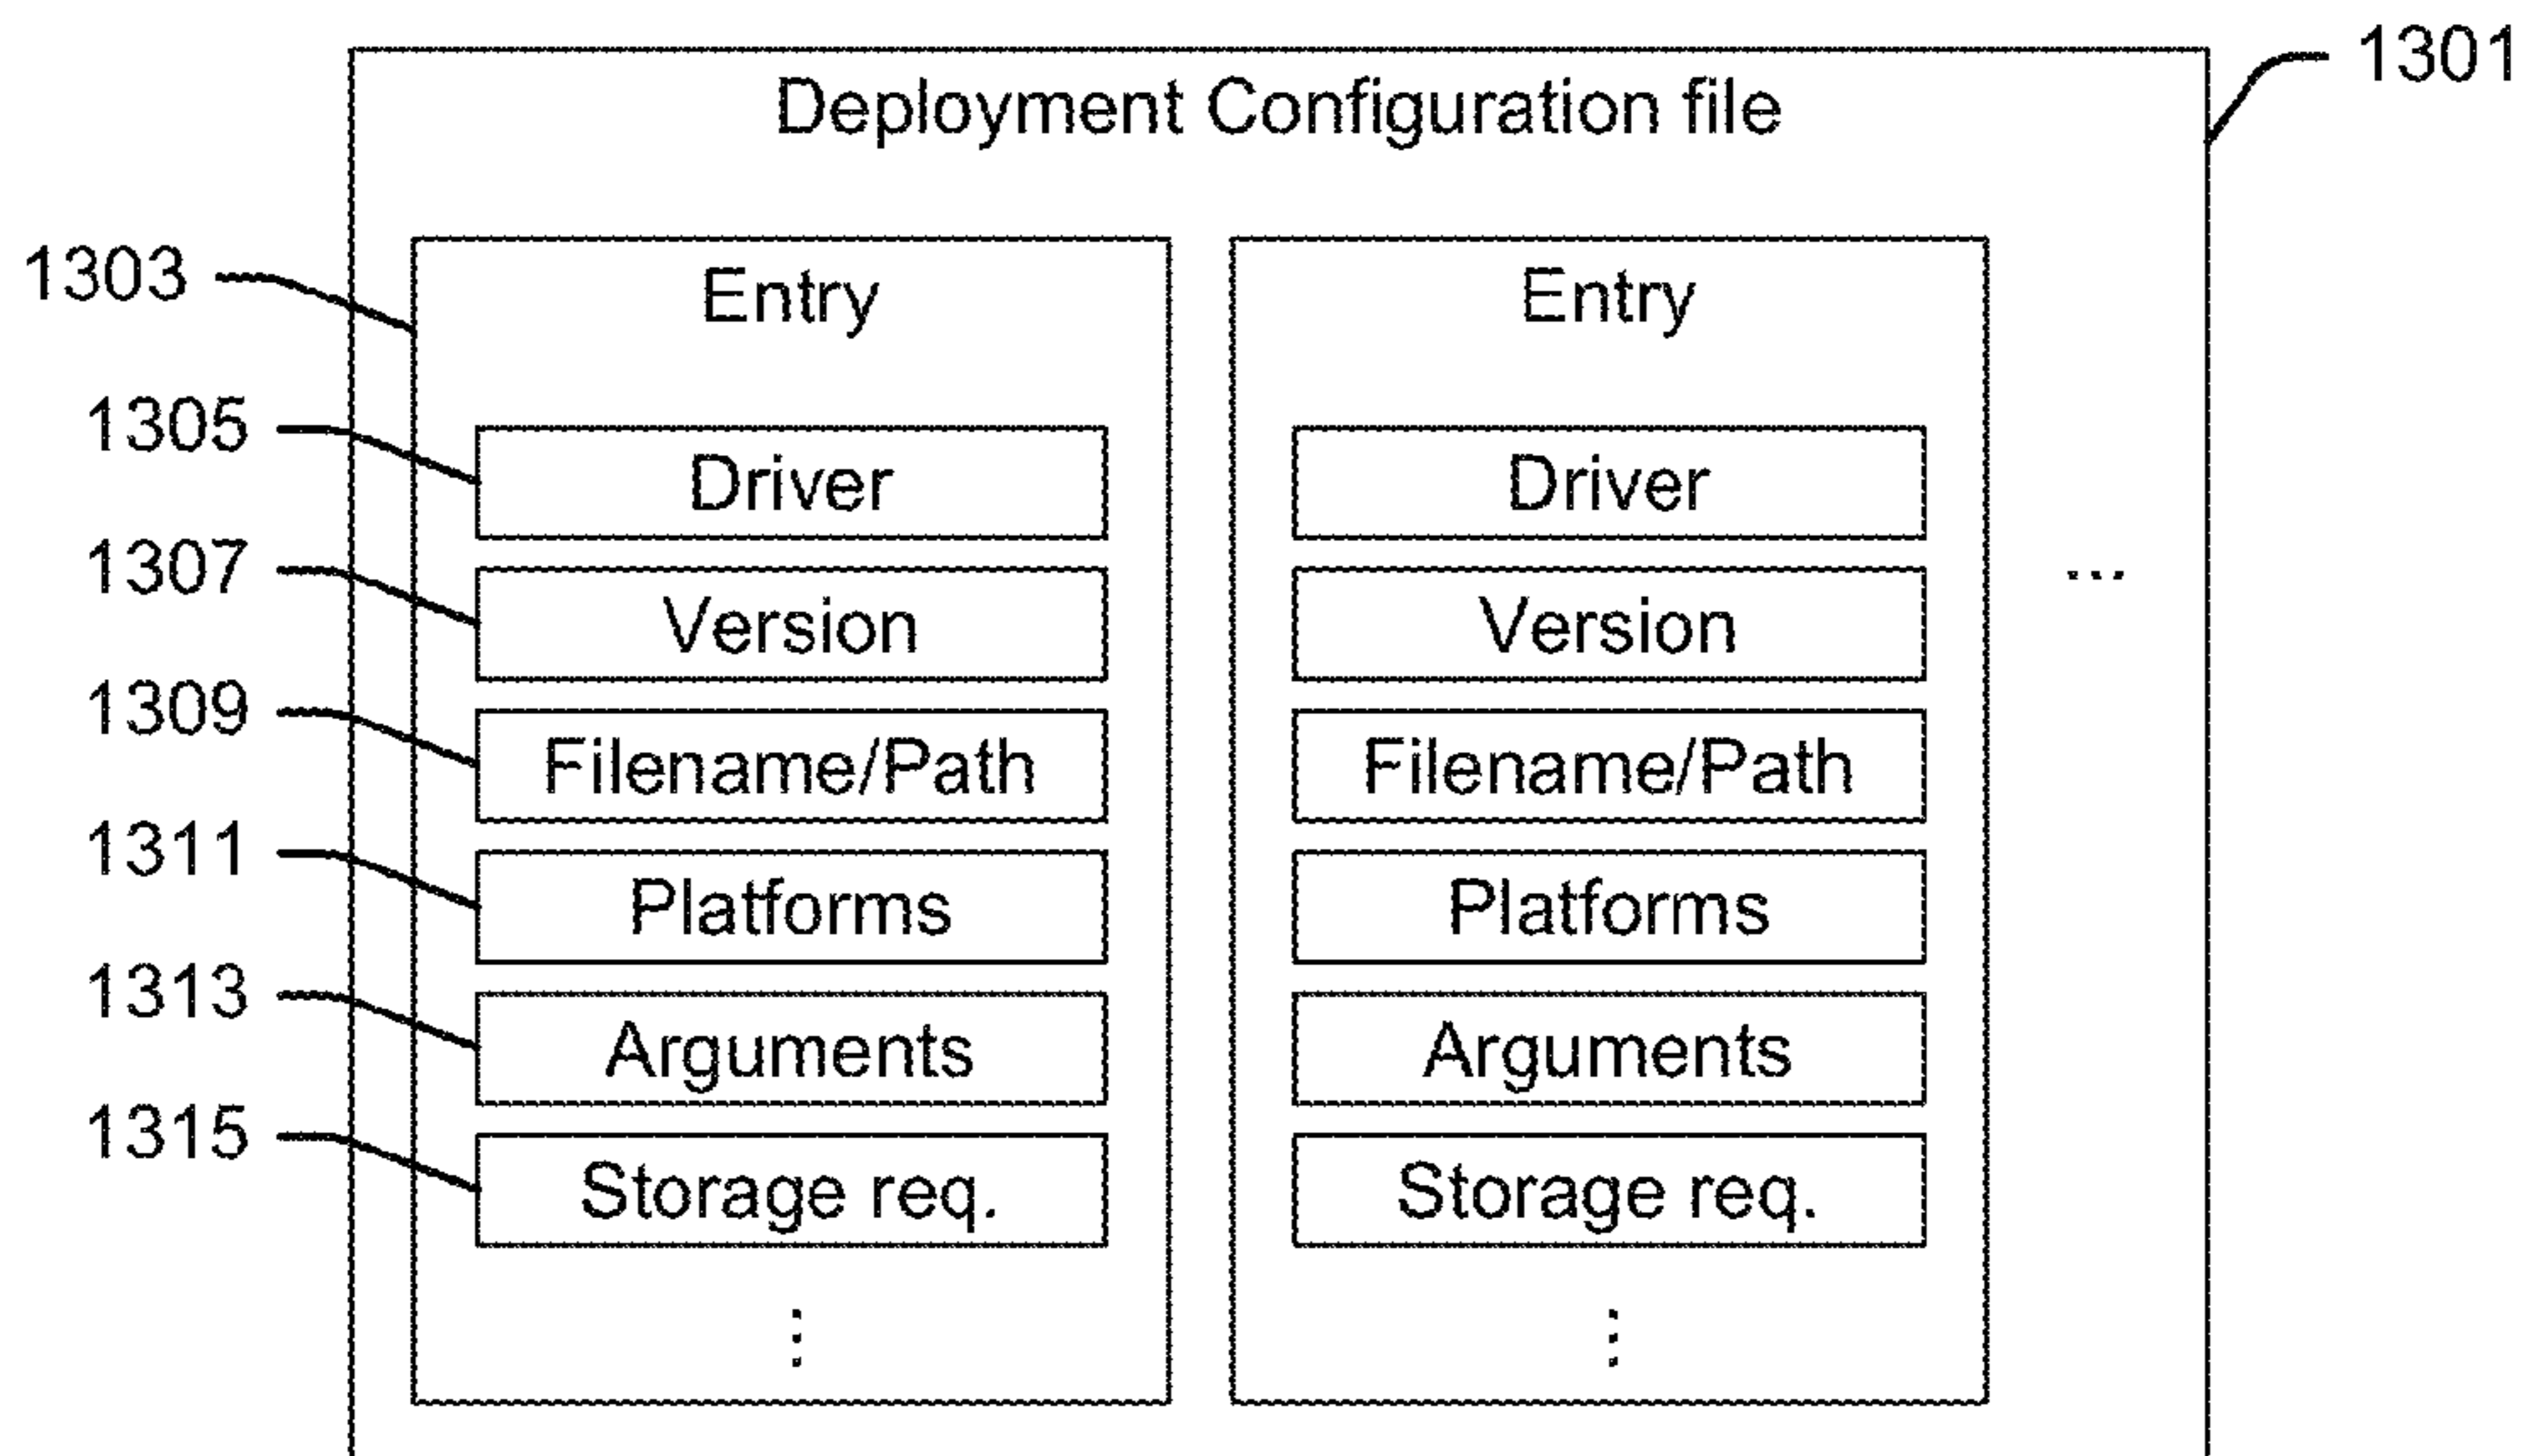 1301
Deployment Configuration file
1303
Entry
Entry
1305
Driver
Driver
1307
Version
Version
...
1309
Filename/Path
Filename/Path
1311
Platforms
Platforms
1313
Arguments
Arguments
1315
Storage req.
Storage req.